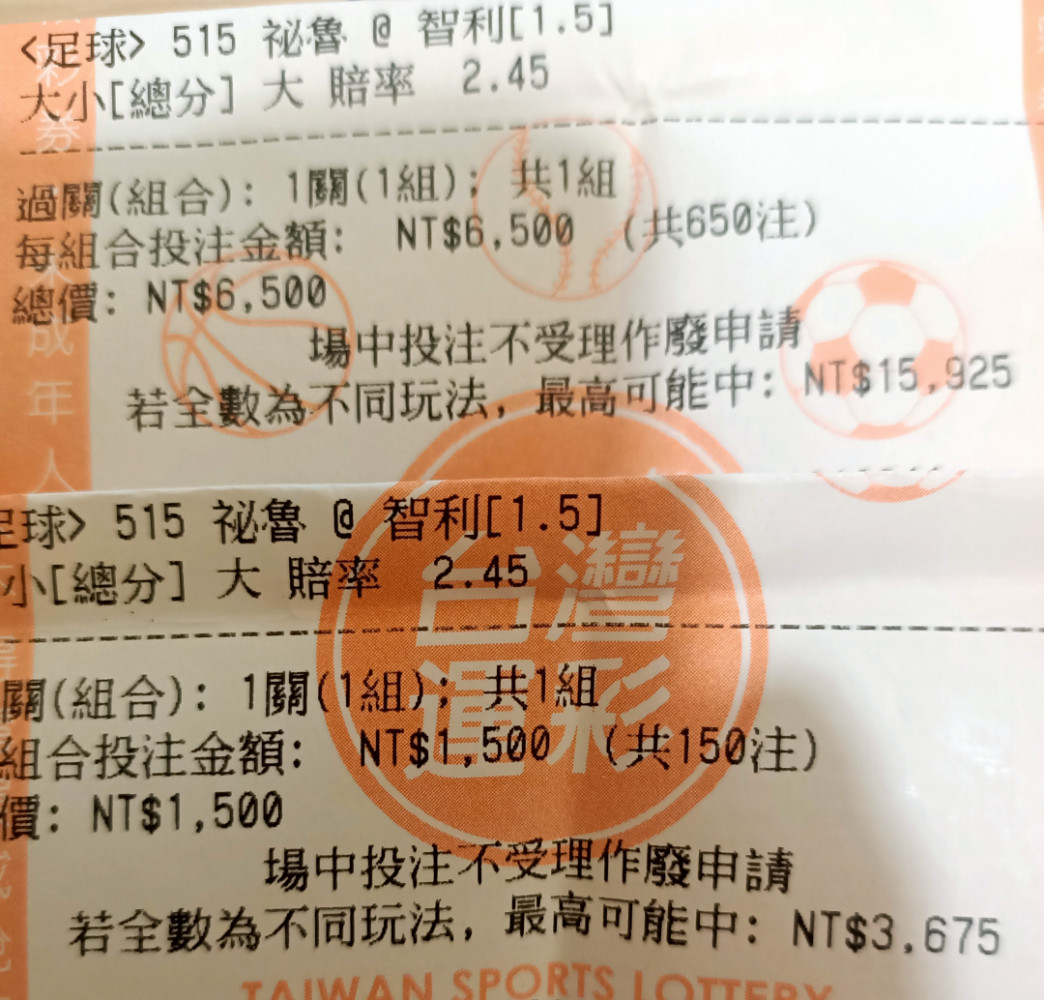 <足球> 515 祕魯 @ 智利[1.5]
大小[總分] 大 賠率 2.45
過關(組合): 1關(1組); 共1組
每組合投注金額: NT$6,500 (共650注)
總價: NT$6,500
場中投注不受理作廢申請
若全數為不同玩法, 最高可能中: NT$15,925
足球> 515 祕魯 @ 智利[1.5]
小[總分] 大 賠率 2.45
關(組合): 1關(1組); 共1組
組合投注金額: NT$1,500 (共150注)
價: NT$1,500
場中投注不受理作廢申請
若全數為不同玩法, 最高可能中: NT$3,675
台灣
運彩
TAIWAN SPORTS LOTTERY
彩券
成年人